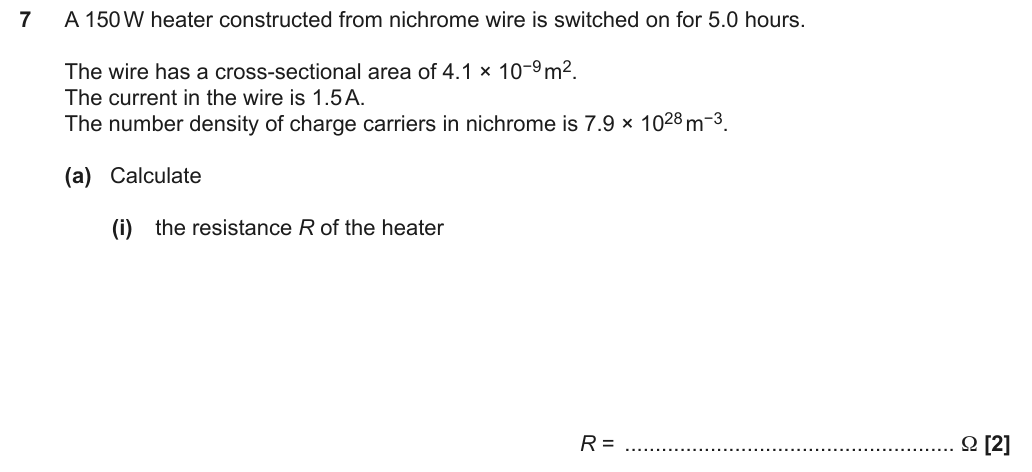 7 A 150 W heater constructed from nichrome wire is switched on for 5.0 hours.
The wire has a cross-sectional area of 4.1 × 10⁻⁹ m².
The current in the wire is 1.5 A.
The number density of charge carriers in nichrome is 7.9 × 10²⁸ m⁻³.
(a) Calculate
(i) the resistance R of the heater
R = ...................................................... Ω [2]